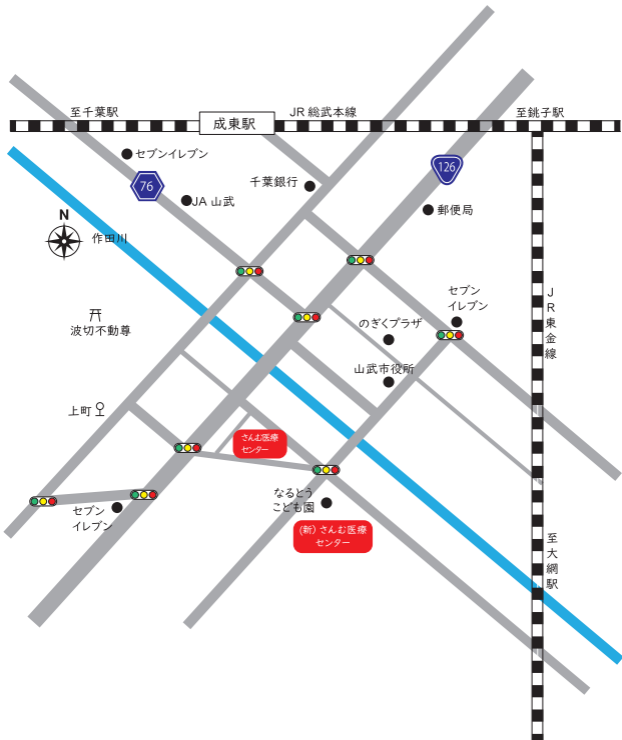 至千葉駅
成東駅
JR 総武本線
至銚子駅
セブンイレブン
126
千葉銀行
76
JA 山武
郵便局
N
作田川
セブン
イレブン
JR東金線
波切不動尊
のぎくプラザ
山武市役所
上町
さんむ医療
センター
なるとう
こども園
セブン
イレブン
(新) さんむ医療
センター
至大網駅